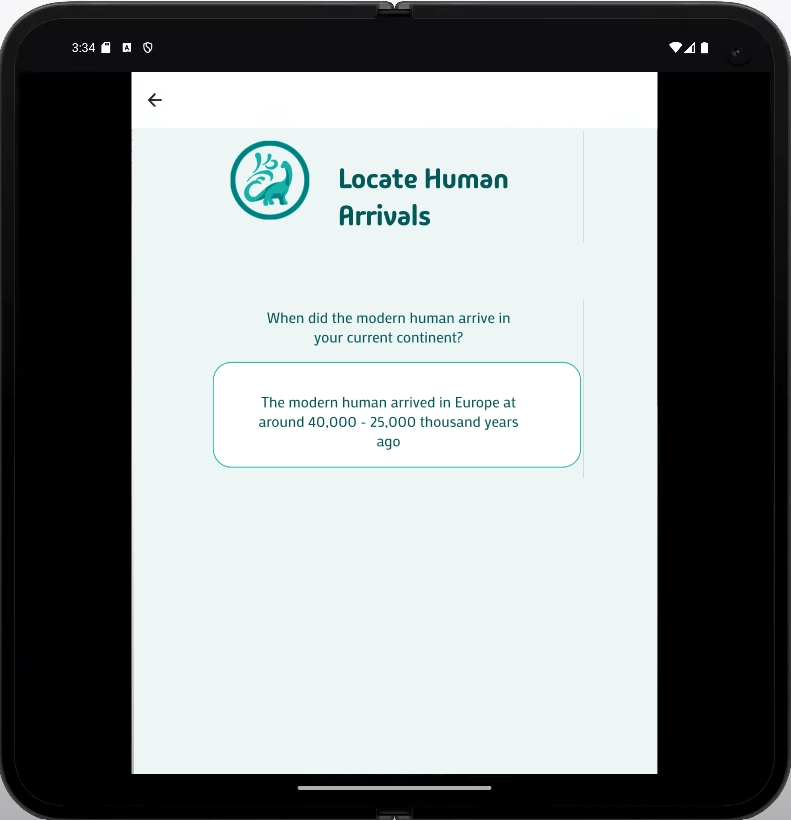 3:34
Locate Human
Arrivals
When did the modern human arrive in
your current continent?
The modern human arrived in Europe at
around 40,000 - 25,000 thousand years
ago